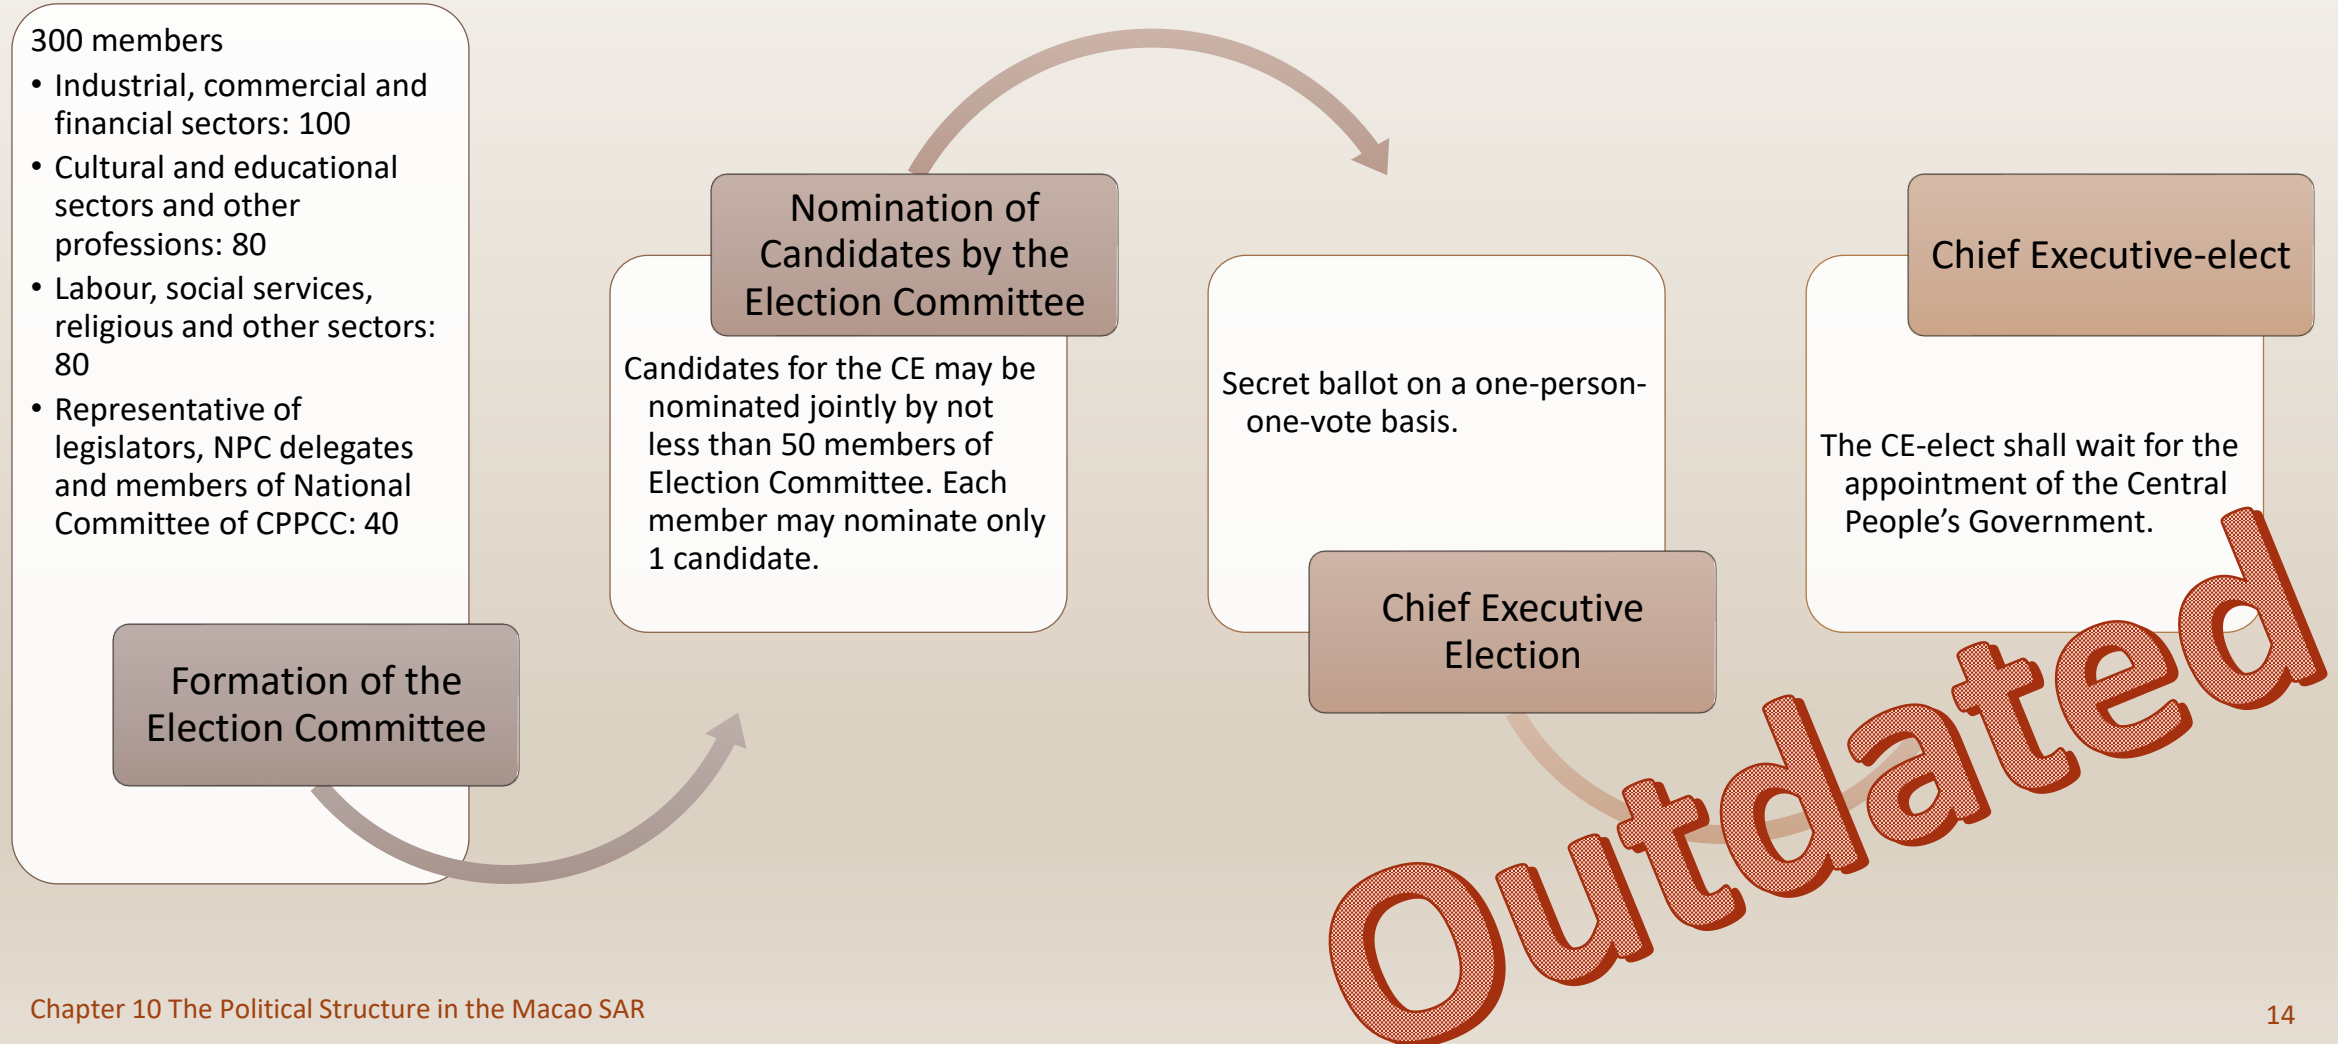 300 members
• Industrial, commercial and
financial sectors: 100
• Cultural and educational
sectors and other
professions: 80
• Labour, social services,
religious and other sectors:
80
• Representative of
legislators, NPC delegates
and members of National
Committee of CPPCC: 40
Formation of the
Election Committee
Nomination of
Candidates by the
Election Committee
Candidates for the CE may be
nominated jointly by not
less than 50 members of
Election Committee. Each
member may nominate only
1 candidate.
Secret ballot on a one-person-
one-vote basis.
Chief Executive
Election
Chief Executive-elect
The CE-elect shall wait for the
appointment of the Central
People’s Government.
Outdated
Chapter 10 The Political Structure in the Macao SAR
14